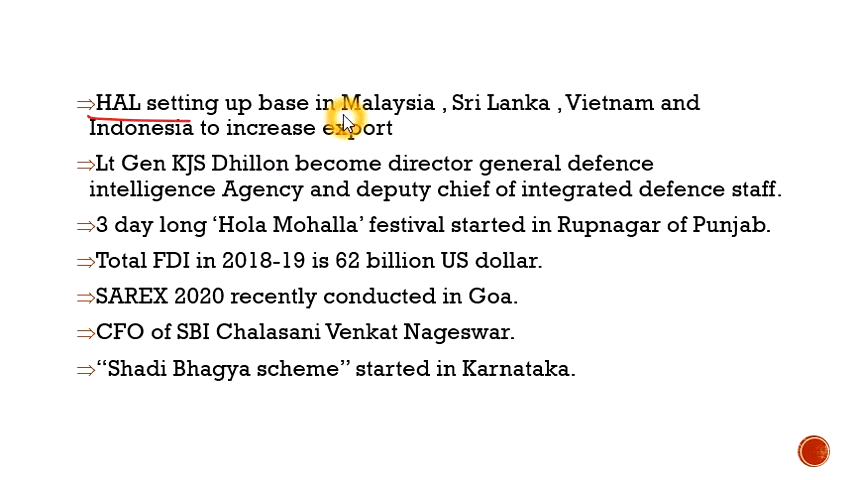 ⇒HAL setting up base in Malaysia , Sri Lanka , Vietnam and
Indonesia to increase export
⇒Lt Gen KJS Dhillon become director general defence
intelligence Agency and deputy chief of integrated defence staff.
⇒3 day long ‘Hola Mohalla’ festival started in Rupnagar of Punjab.
⇒Total FDI in 2018-19 is 62 billion US dollar.
⇒SAREX 2020 recently conducted in Goa.
⇒CFO of SBI Chalasani Venkat Nageswar.
⇒“Shadi Bhagya scheme” started in Karnataka.